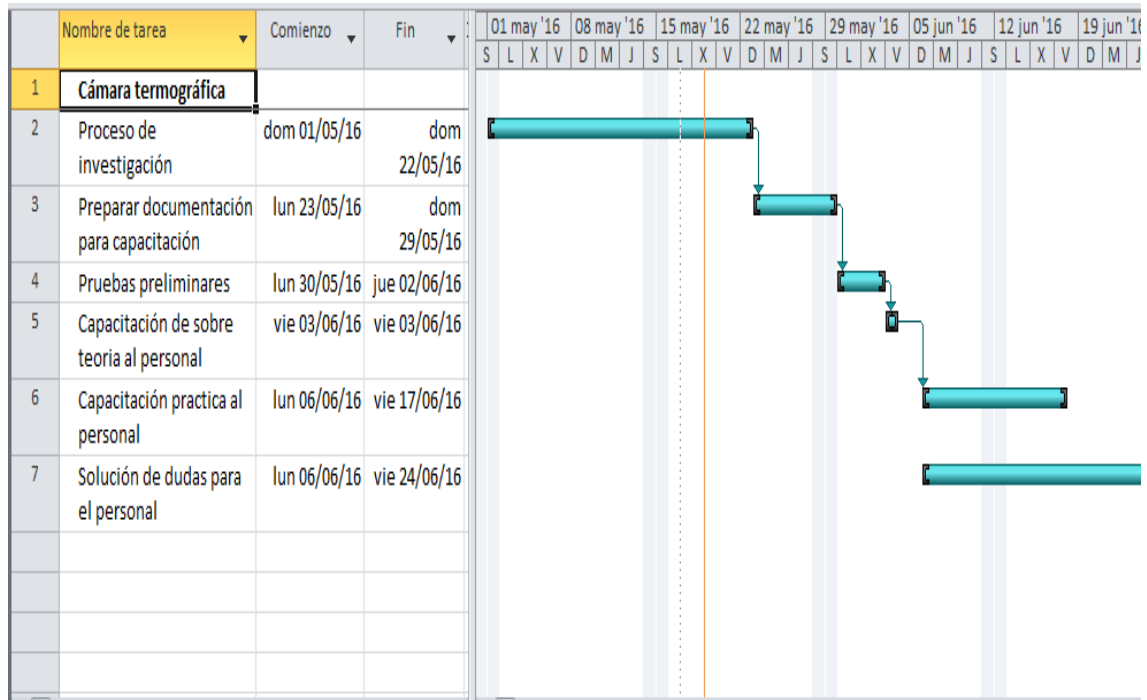 Nombre de tarea Comienzo Fin 01 may '16 08 may '16 15 may '16 22 may '16 29 may '16 05 jun '16 12 jun '16 19 jun '16
S L X V D M J S L X V D M J S L X V D M J S L X V D M J
1 Cámara termográfica
2 Proceso de investigación dom 01/05/16 dom 22/05/16
3 Preparar documentación para capacitación lun 23/05/16 dom 29/05/16
4 Pruebas preliminares lun 30/05/16 jue 02/06/16
5 Capacitación de sobre teoria al personal vie 03/06/16 vie 03/06/16
6 Capacitación practica al personal lun 06/06/16 vie 17/06/16
7 Solución de dudas para el personal lun 06/06/16 vie 24/06/16